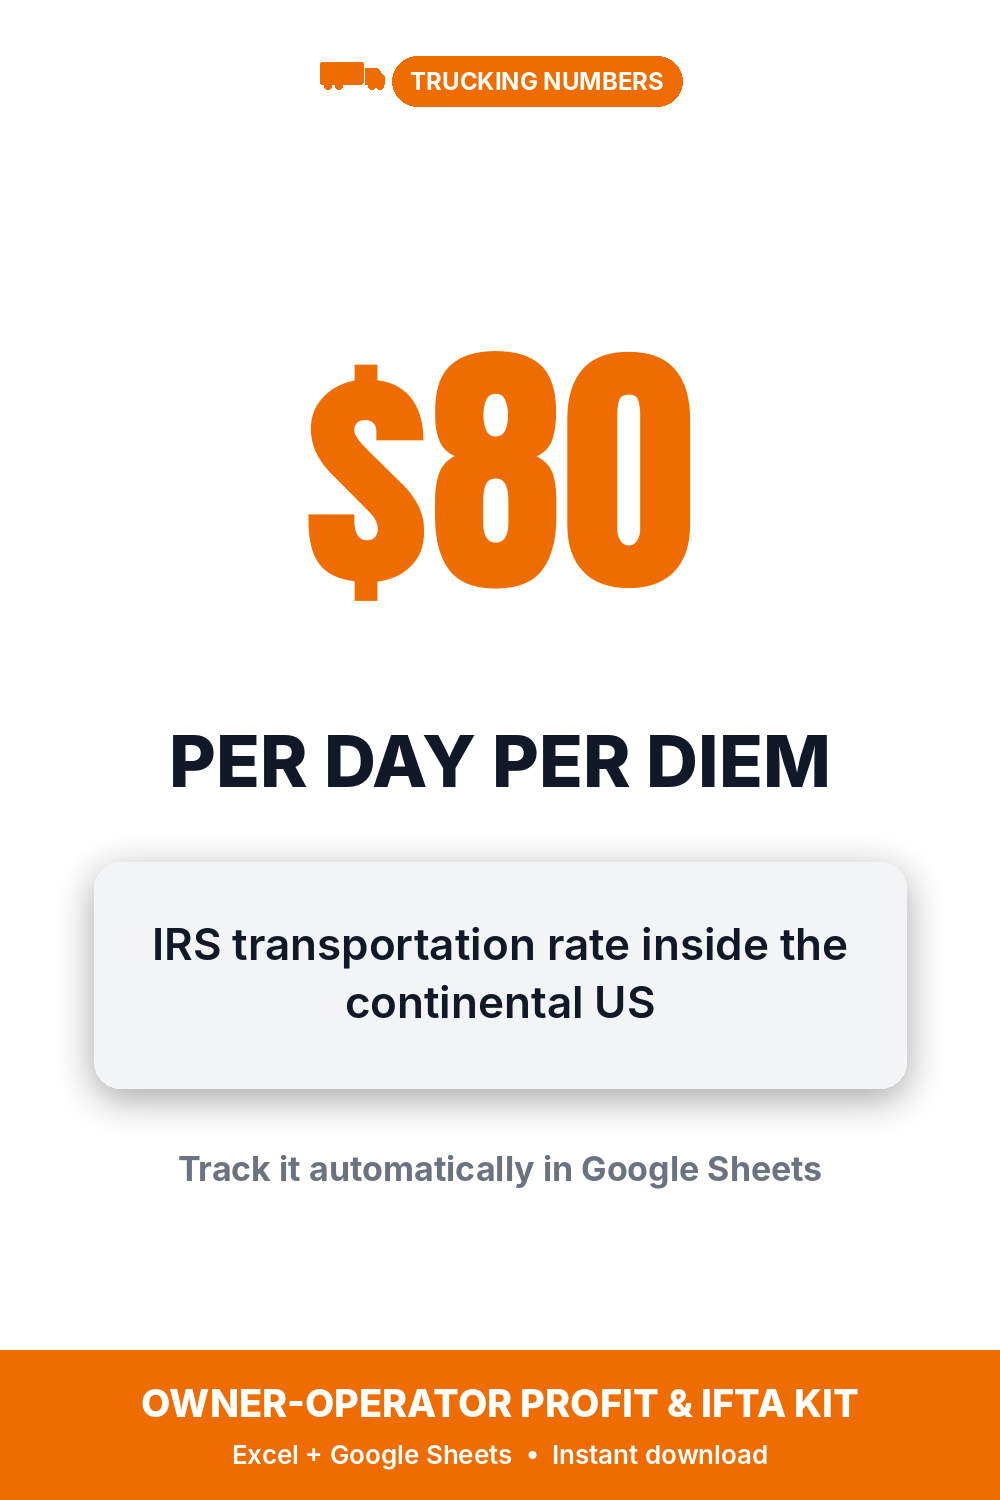 TRUCKING NUMBERS
$80
PER DAY PER DIEM
IRS transportation rate inside the
continental US
Track it automatically in Google Sheets
OWNER-OPERATOR PROFIT & IFTA KIT
Excel + Google Sheets • Instant download